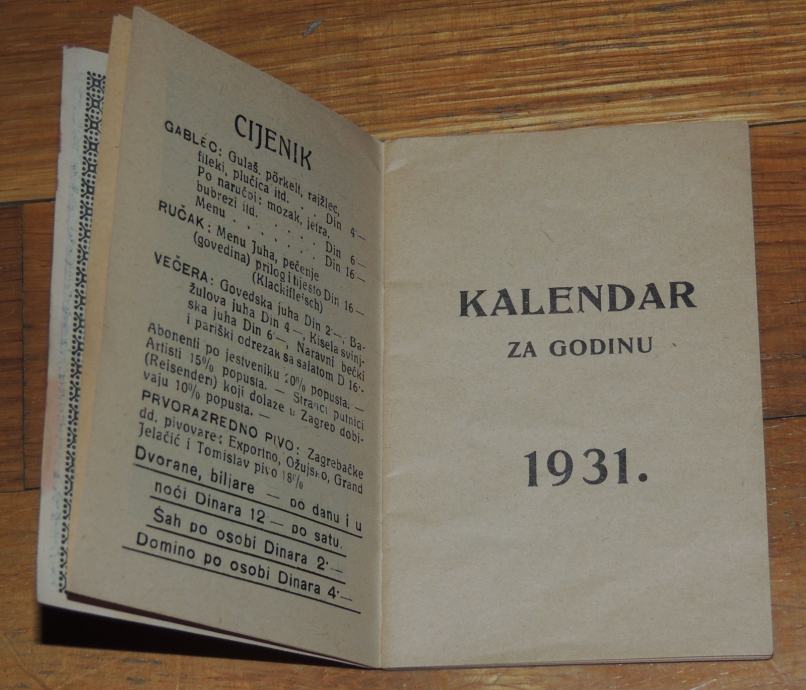 CIJENIK
GABLEC: Gulaš, pörkelt, rajžlec,
fileki, plučica itd. . . Din 4—
Po narudbi: mozak, jetra,
bubrezi itd. . . . . Din 6—
Menu . . . . . . . Din 16—
RUČAK: Menu Juha, pečenje
(govedina) prilog i tijesto Din 16—
(Klackifleisch)
VEČERA: Govedska juha Din 2—, Ba-
žulova juha Din 4—, Kisela svinj-
ska juha Din 6—, Naravni bečki
i pariški odrezak sa salatom D 16·-
Abonenti po jestveniku 20% popusta. —
Artisti 15% popusta. — Stranci putnici
(Reisenden) koji dolaze u Zagreb dobi-
vaju 10% popusta. —
PRVORAZREDNO PIVO: Zagrebačke
dd. pivovare: Exportno, Ožujsko, Grand
Jelačić i Tomislav pivo 18%
Dvorane, biljare — po danu i u
noći Dinara 12 — po satu.
Šah po osobi Dinara 2·—
Domino po osobi Dinara 4·—
KALENDAR
ZA GODINU
1931.